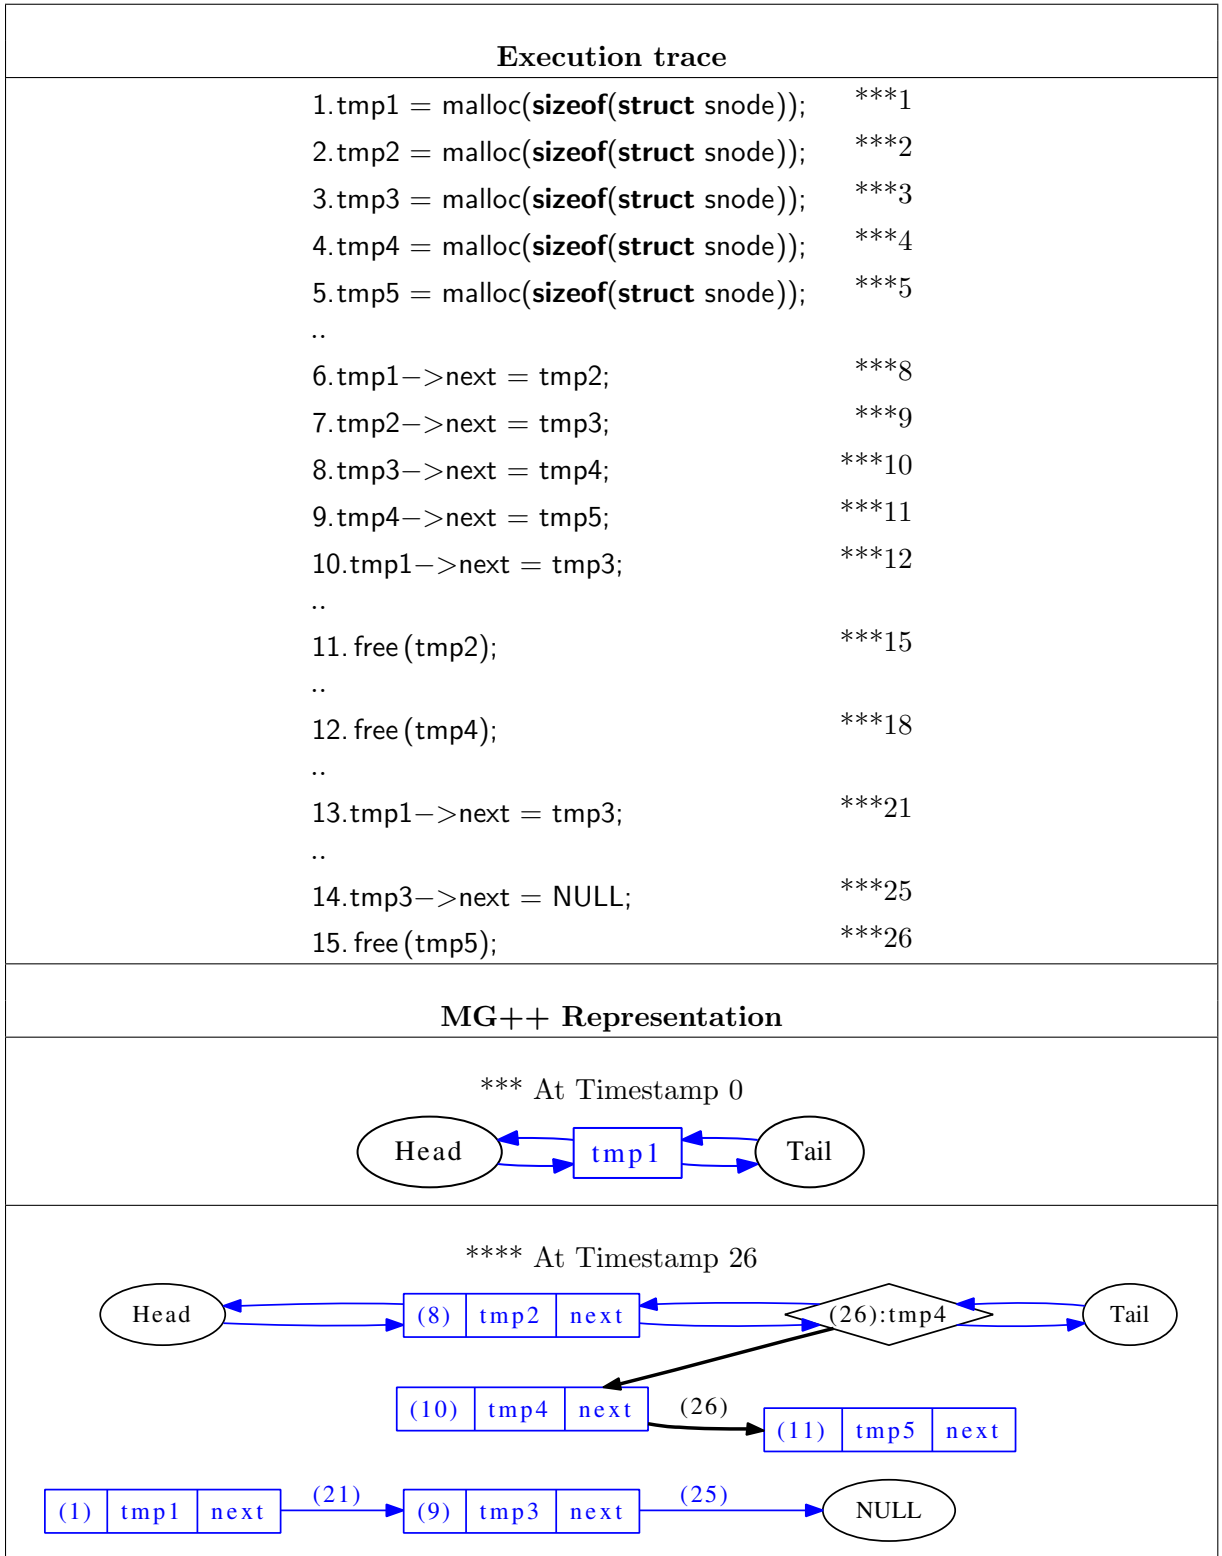 Execution trace
1.tmp1 = malloc(sizeof(struct snode)); ***1
2.tmp2 = malloc(sizeof(struct snode)); ***2
3.tmp3 = malloc(sizeof(struct snode)); ***3
4.tmp4 = malloc(sizeof(struct snode)); ***4
5.tmp5 = malloc(sizeof(struct snode)); ***5
..
6.tmp1−>next = tmp2; ***8
7.tmp2−>next = tmp3; ***9
8.tmp3−>next = tmp4; ***10
9.tmp4−>next = tmp5; ***11
10.tmp1−>next = tmp3; ***12
..
11. free (tmp2); ***15
..
12. free (tmp4); ***18
..
13.tmp1−>next = tmp3; ***21
..
14.tmp3−>next = NULL; ***25
15. free (tmp5); ***26
MG++ Representation
*** At Timestamp 0
Head tmp1 Tail
**** At Timestamp 26
Head (8) tmp2 next (26):tmp4 Tail
(10) tmp4 next (26) (11) tmp5 next
(1) tmp1 next (21) (9) tmp3 next (25) NULL